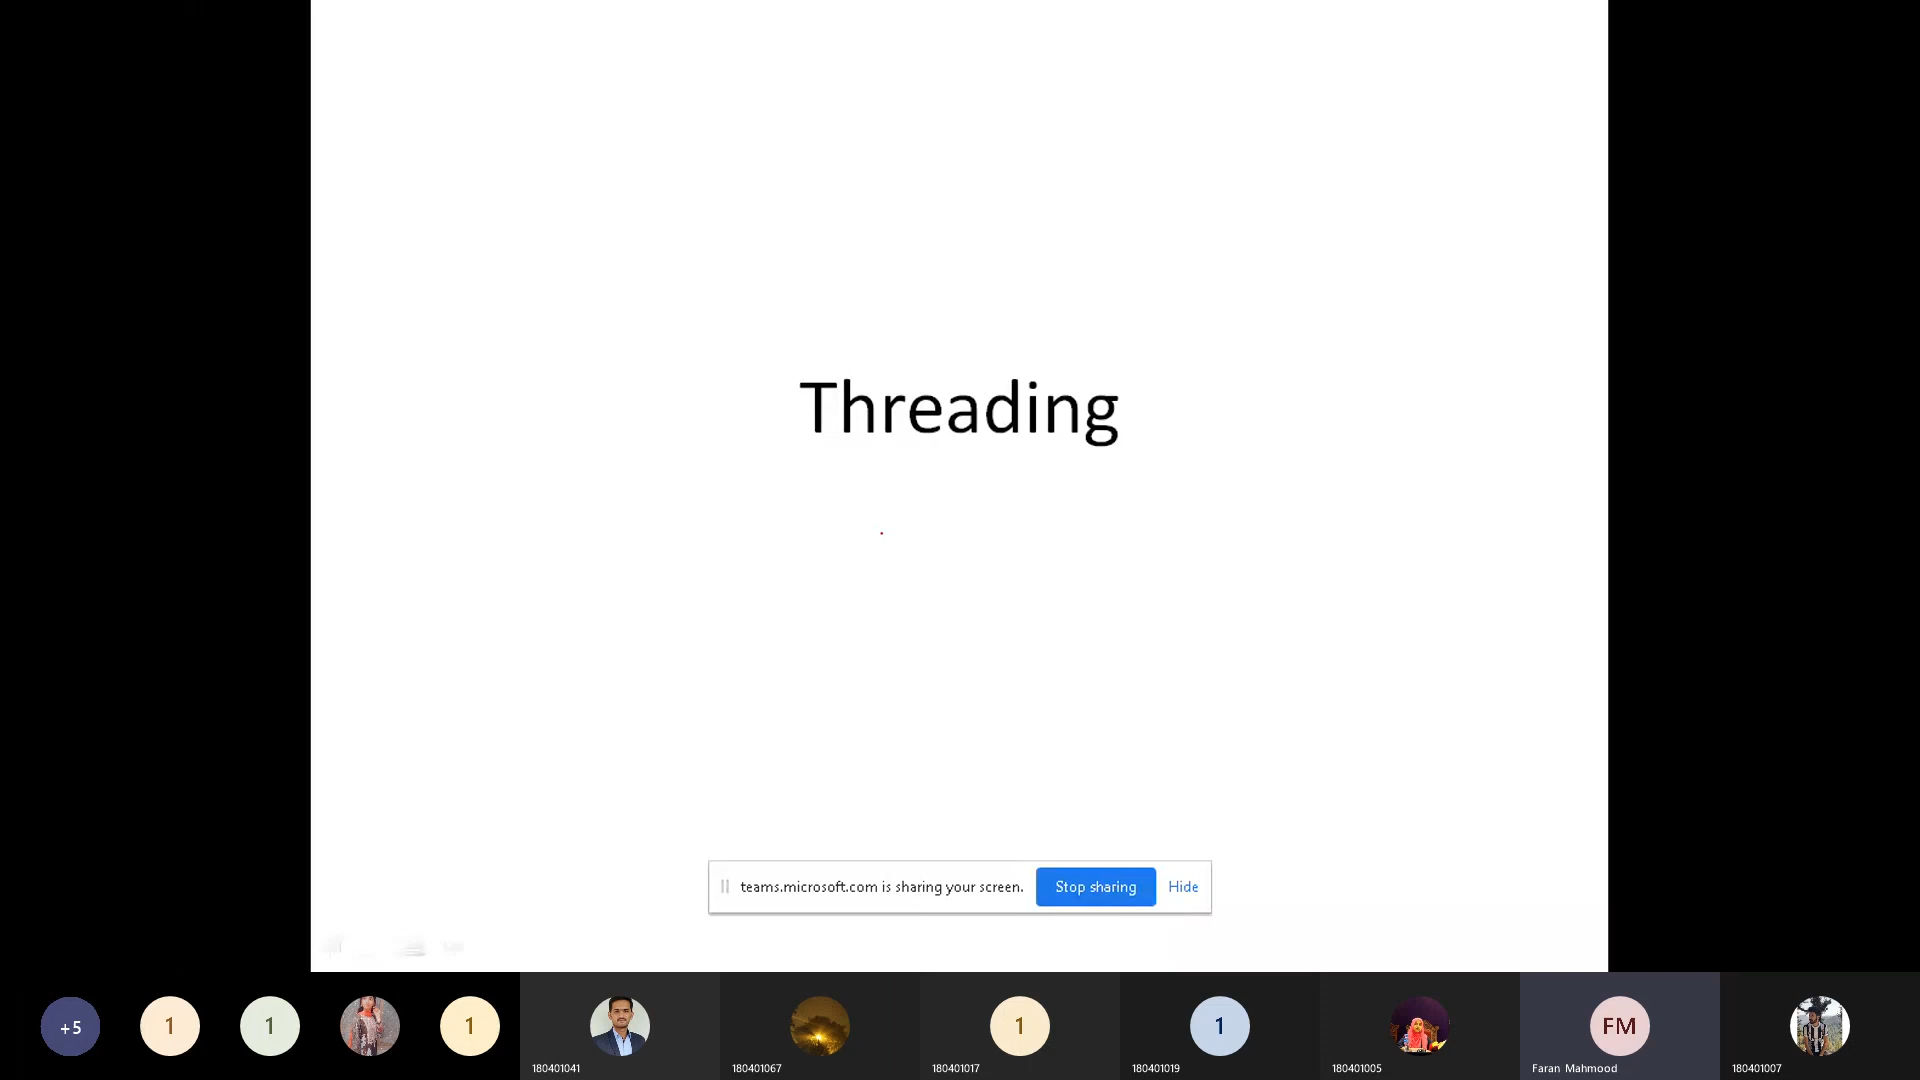 Threading
teams.microsoft.com is sharing your screen. Stop sharing Hide
+5 1 1 1 1 1 FM
180401041 180401067 180401017 180401019 180401005 Faran Mahmood 180401007